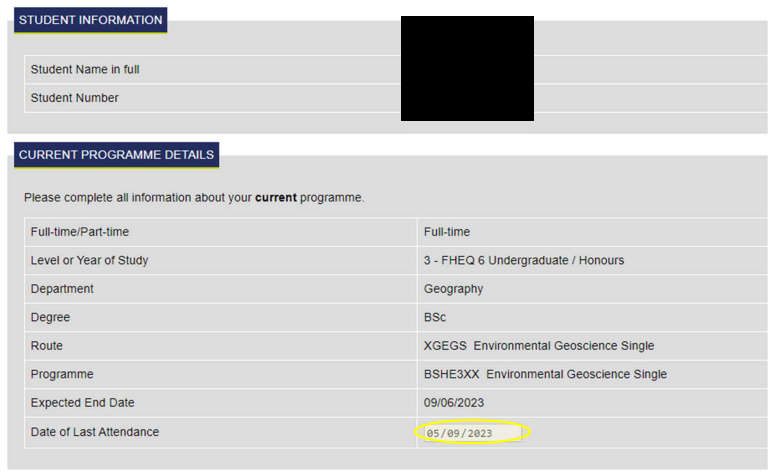 STUDENT INFORMATION
Student Name in full
Student Number
CURRENT PROGRAMME DETAILS
Please complete all information about your current programme.
Full-time/Part-time Full-time
Level or Year of Study 3 - FHEQ 6 Undergraduate / Honours
Department Geography
Degree BSc
Route XGEGS Environmental Geoscience Single
Programme BSHE3XX Environmental Geoscience Single
Expected End Date 09/06/2023
Date of Last Attendance 05/09/2023